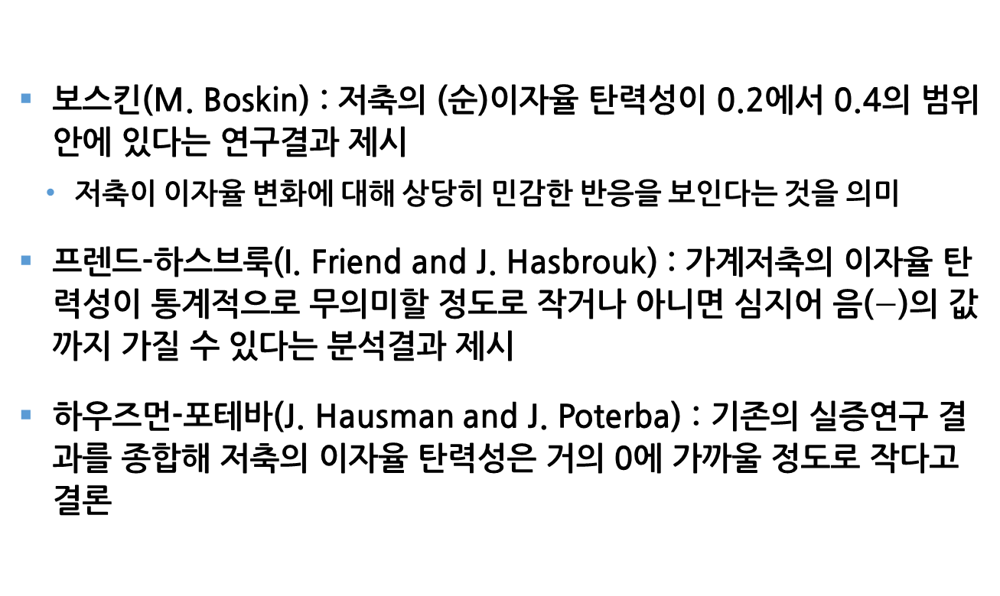 ▪ 보스킨(M. Boskin) : 저축의 (순)이자율 탄력성이 0.2에서 0.4의 범위
안에 있다는 연구결과 제시
• 저축이 이자율 변화에 대해 상당히 민감한 반응을 보인다는 것을 의미
▪ 프렌드-하스브룩(I. Friend and J. Hasbrouk) : 가계저축의 이자율 탄
력성이 통계적으로 무의미할 정도로 작거나 아니면 심지어 음(—)의 값
까지 가질 수 있다는 분석결과 제시
▪ 하우즈먼-포테바(J. Hausman and J. Poterba) : 기존의 실증연구 결
과를 종합해 저축의 이자율 탄력성은 거의 0에 가까울 정도로 작다고
결론